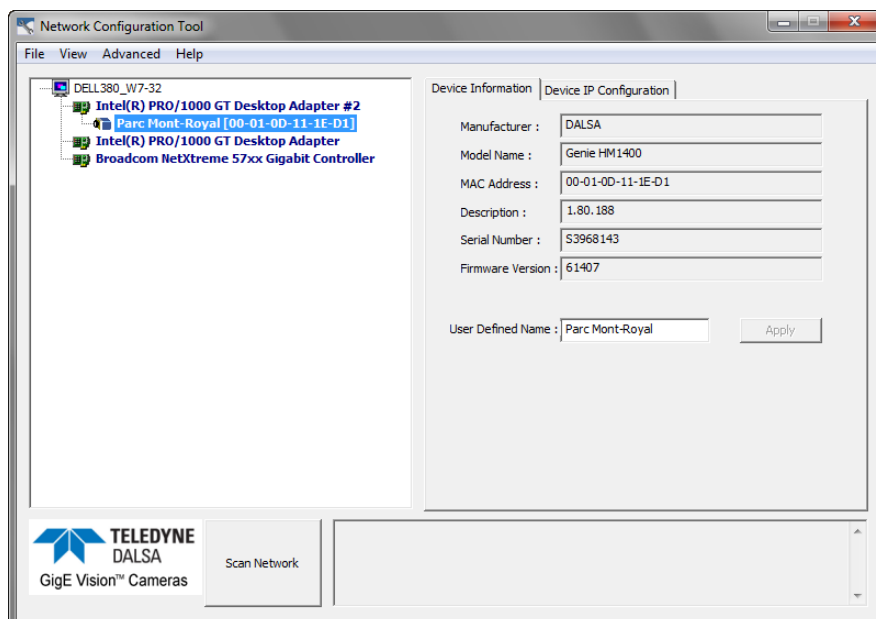 Network Configuration Tool
File View Advanced Help
DELL380_W7-32
Intel(R) PRO/1000 GT Desktop Adapter #2
Parc Mont-Royal [00-01-0D-11-1E-D1]
Intel(R) PRO/1000 GT Desktop Adapter
Broadcom NetXtreme 57xx Gigabit Controller
Device Information Device IP Configuration
Manufacturer : DALSA
Model Name : Genie HM1400
MAC Address : 00-01-0D-11-1E-D1
Description : 1.80.188
Serial Number : S3968143
Firmware Version : 61407
User Defined Name : Parc Mont-Royal Apply
TELEDYNE
DALSA
GigE Vision™ Cameras
Scan Network